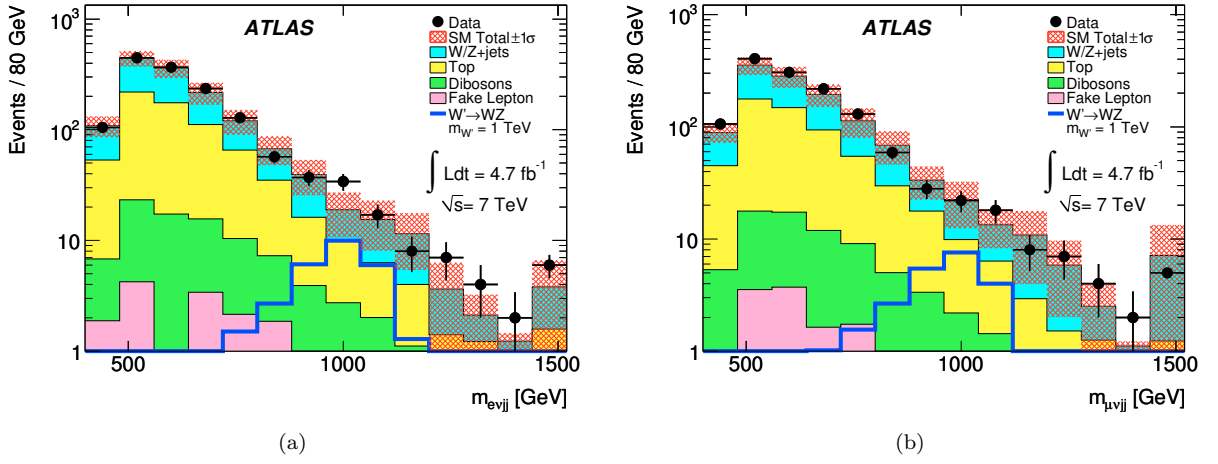 Events / 80 GeV
10³
10²
10
1
ATLAS
Data
SM Total±1σ
W/Z+jets
Top
Dibosons
Fake Lepton
W'→WZ
m_W' = 1 TeV
∫ Ldt = 4.7 fb⁻¹
√s= 7 TeV
500
1000
1500
m_eνjj [GeV]
(a)
Events / 80 GeV
10³
10²
10
1
ATLAS
Data
SM Total±1σ
W/Z+jets
Top
Dibosons
Fake Lepton
W'→WZ
m_W' = 1 TeV
∫ Ldt = 4.7 fb⁻¹
√s= 7 TeV
500
1000
1500
m_μνjj [GeV]
(b)